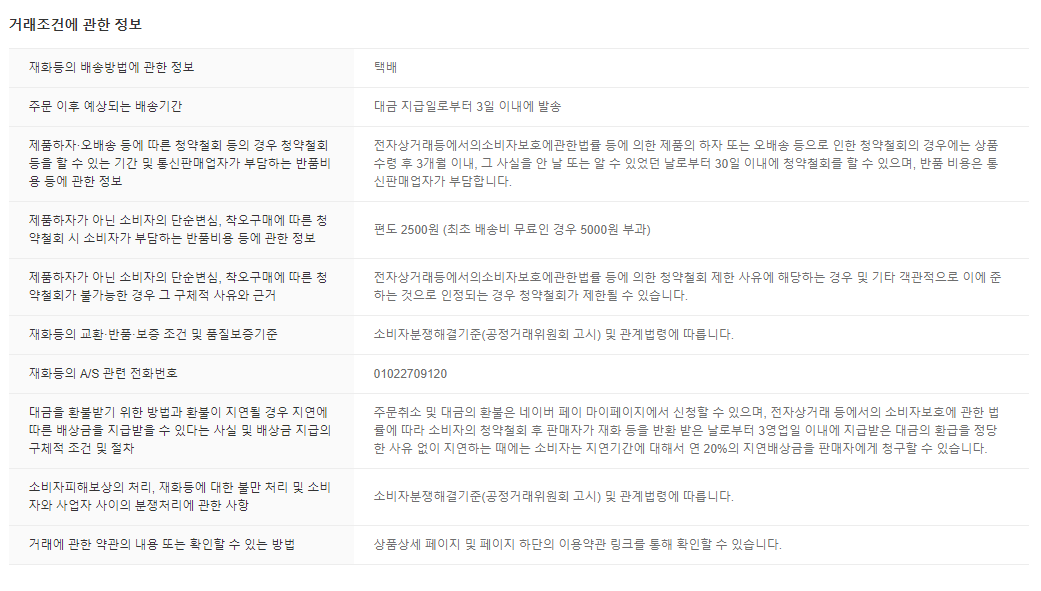 거래조건에 관한 정보
재화등의 배송방법에 관한 정보
택배
주문 이후 예상되는 배송기간
대금 지급일로부터 3일 이내에 발송
제품하자·오배송 등에 따른 청약철회 등의 경우 청약철회
등을 할 수 있는 기간 및 통신판매업자가 부담하는 반품비
용 등에 관한 정보
전자상거래등에서의소비자보호에관한법률 등에 의한 제품의 하자 또는 오배송 등으로 인한 청약철회의 경우에는 상품
수령 후 3개월 이내, 그 사실을 안 날 또는 알 수 있었던 날로부터 30일 이내에 청약철회를 할 수 있으며, 반품 비용은 통
신판매업자가 부담합니다.
제품하자가 아닌 소비자의 단순변심, 착오구매에 따른 청
약철회 시 소비자가 부담하는 반품비용 등에 관한 정보
편도 2500원 (최초 배송비 무료인 경우 5000원 부과)
제품하자가 아닌 소비자의 단순변심, 착오구매에 따른 청
약철회가 불가능한 경우 그 구체적 사유와 근거
전자상거래등에서의소비자보호에관한법률 등에 의한 청약철회 제한 사유에 해당하는 경우 및 기타 객관적으로 이에 준
하는 것으로 인정되는 경우 청약철회가 제한될 수 있습니다.
재화등의 교환·반품·보증 조건 및 품질보증기준
소비자분쟁해결기준(공정거래위원회 고시) 및 관계법령에 따릅니다.
재화등의 A/S 관련 전화번호
01022709120
대금을 환불받기 위한 방법과 환불이 지연될 경우 지연에
따른 배상금을 지급받을 수 있다는 사실 및 배상금 지급의
구체적 조건 및 절차
주문취소 및 대금의 환불은 네이버 페이 마이페이지에서 신청할 수 있으며, 전자상거래 등에서의 소비자보호에 관한 법
률에 따라 소비자의 청약철회 후 판매자가 재화 등을 반환 받은 날로부터 3영업일 이내에 지급받은 대금의 환급을 정당
한 사유 없이 지연하는 때에는 소비자는 지연기간에 대해서 연 20%의 지연배상금을 판매자에게 청구할 수 있습니다.
소비자피해보상의 처리, 재화등에 대한 불만 처리 및 소비
자와 사업자 사이의 분쟁처리에 관한 사항
소비자분쟁해결기준(공정거래위원회 고시) 및 관계법령에 따릅니다.
거래에 관한 약관의 내용 또는 확인할 수 있는 방법
상품상세 페이지 및 페이지 하단의 이용약관 링크를 통해 확인할 수 있습니다.